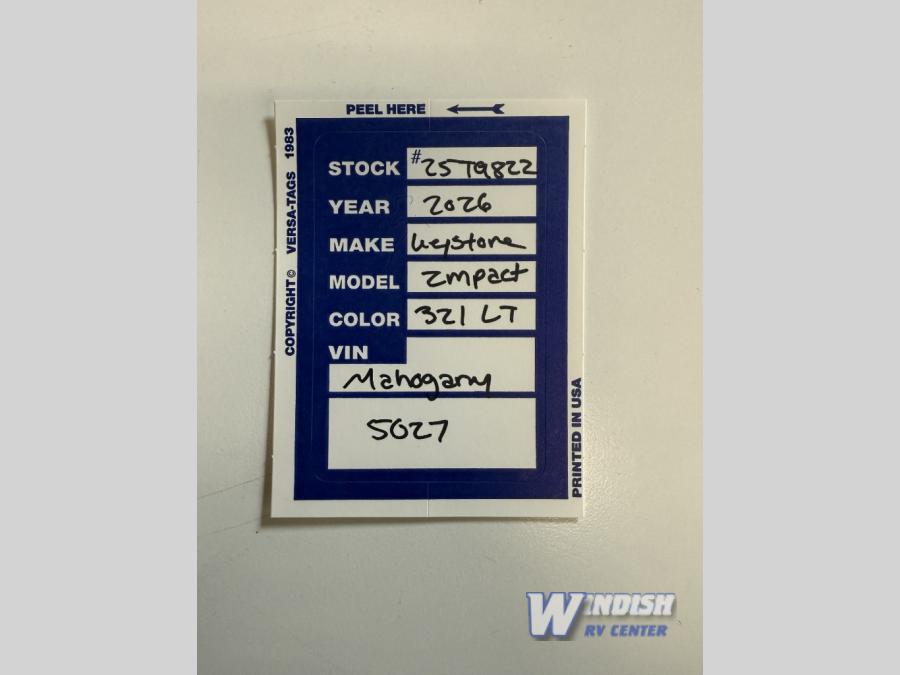 PEEL HERE
COPYRIGHT© VERSA-TAGS 1983
STOCK #25T9822
YEAR 2026
MAKE Keystone
MODEL Impact
COLOR 321 LT
VIN
Mahogany
5027
PRINTED IN USA
WINDISH
RV CENTER